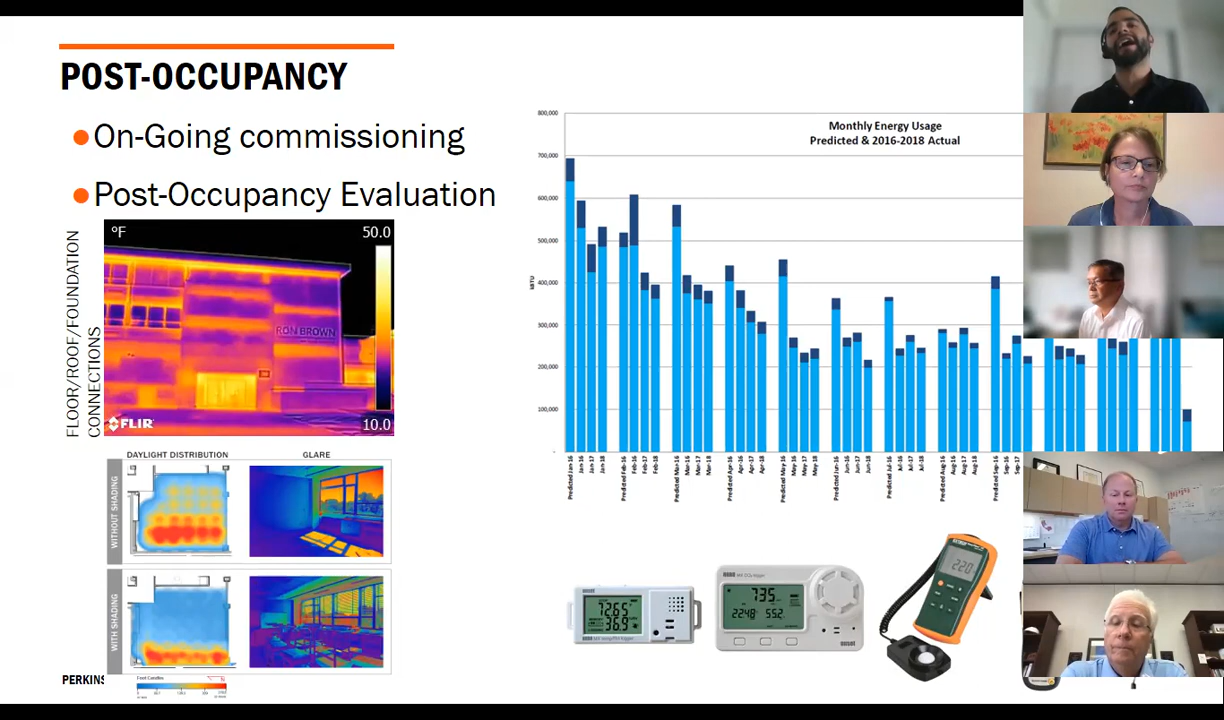 POST-OCCUPANCY
On-Going commissioning
Post-Occupancy Evaluation
FLOOR/ROOF/FOUNDATION
CONNECTIONS
°F
50.0
RON BROWN
FLIR
10.0
DAYLIGHT DISTRIBUTION
GLARE
WITHOUT SHADING
WITH SHADING
Foot Candles
PERKINS
Monthly Energy Usage
Predicted & 2016-2018 Actual
800,000
700,000
600,000
500,000
400,000
300,000
200,000
100,000
Predicted Jan-16
Jan-16
Jan-17
Jan-18
Predicted Feb-16
Feb-16
Feb-17
Feb-18
Predicted Mar-16
Mar-16
Mar-17
Mar-18
Predicted Apr-16
Apr-16
Apr-17
Apr-18
Predicted May-16
May-16
May-17
May-18
Predicted Jun-16
Jun-16
Jun-17
Jun-18
Predicted Jul-16
Jul-16
Jul-17
Jul-18
Predicted Aug-16
Aug-16
Aug-17
Aug-18
Predicted Sep-16
Sep-16
Sep-17
onset
72.65
36.9
735
2248
552
onset
EXTECH
220